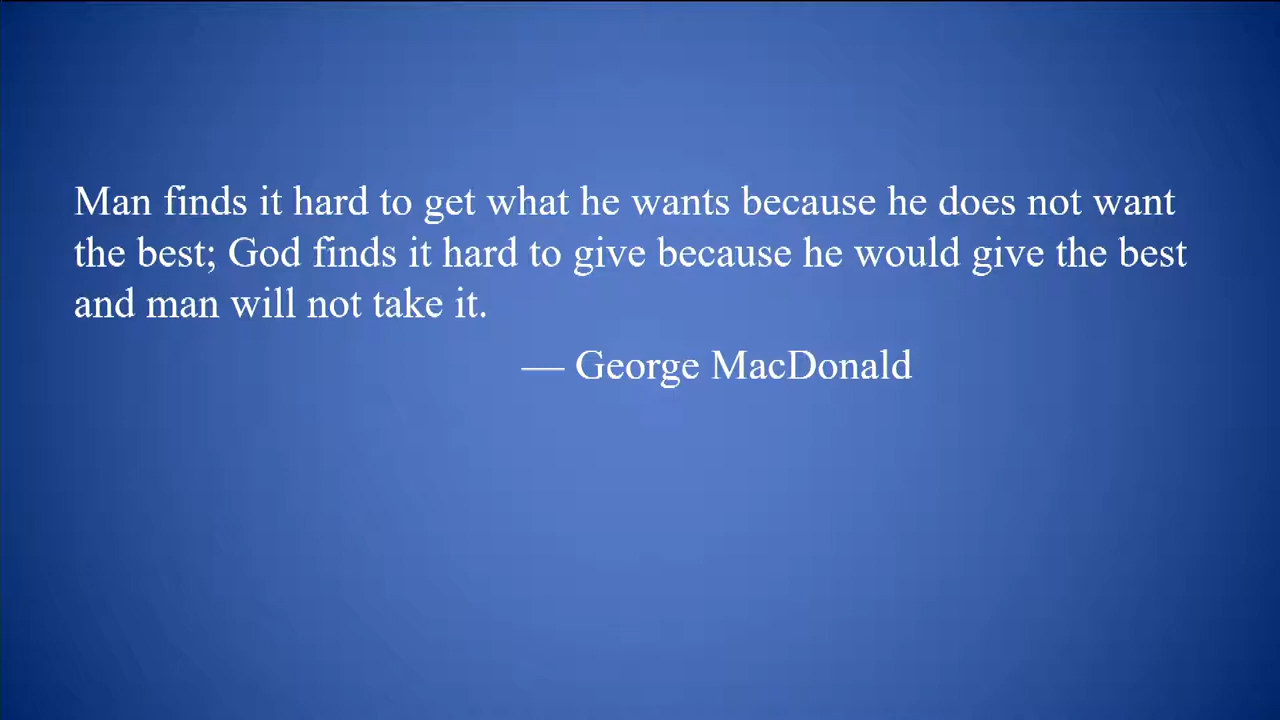 Man finds it hard to get what he wants because he does not want
the best; God finds it hard to give because he would give the best
and man will not take it.
— George MacDonald